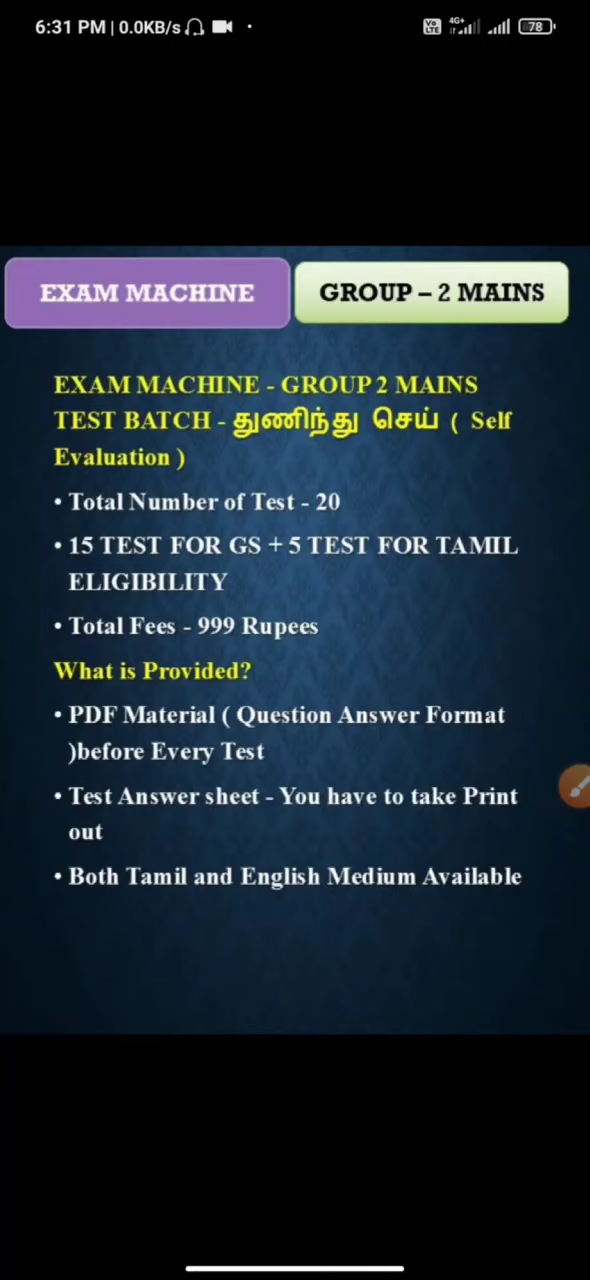 6:31 PM | 0.0KB/s
Vo LTE 4G+ 78
EXAM MACHINE
GROUP – 2 MAINS
EXAM MACHINE - GROUP 2 MAINS
TEST BATCH - துணிந்து செய் ( Self
Evaluation )
• Total Number of Test - 20
• 15 TEST FOR GS + 5 TEST FOR TAMIL
ELIGIBILITY
• Total Fees - 999 Rupees
What is Provided?
• PDF Material ( Question Answer Format
)before Every Test
• Test Answer sheet - You have to take Print
out
• Both Tamil and English Medium Available